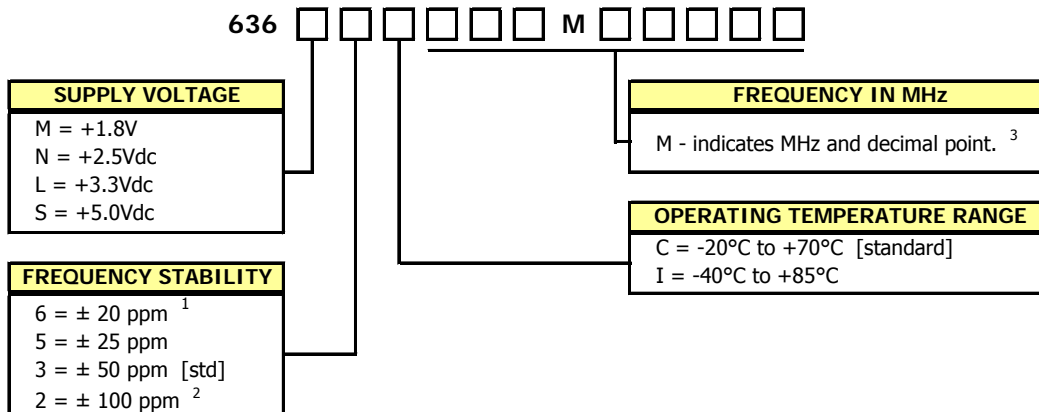 636 M
SUPPLY VOLTAGE
M = +1.8V
N = +2.5Vdc
L = +3.3Vdc
S = +5.0Vdc
FREQUENCY STABILITY
6 = ± 20 ppm 1
5 = ± 25 ppm
3 = ± 50 ppm [std]
2 = ± 100 ppm 2
FREQUENCY IN MHz
M - indicates MHz and decimal point. 3
OPERATING TEMPERATURE RANGE
C = -20°C to +70°C [standard]
I = -40°C to +85°C